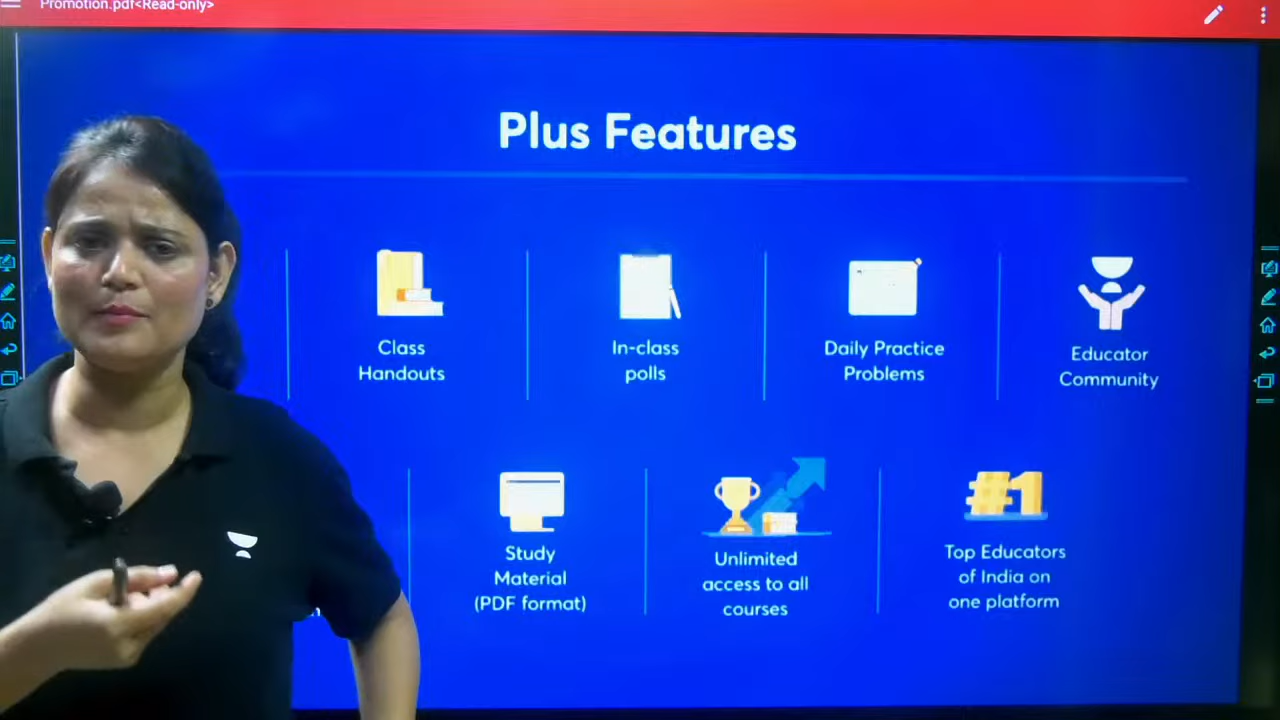 Promotion.pdf<Read-only>
Plus Features
Class
Handouts
In-class
polls
Daily Practice
Problems
Educator
Community
Study
Material
(PDF format)
Unlimited
access to all
courses
#1
Top Educators
of India on
one platform